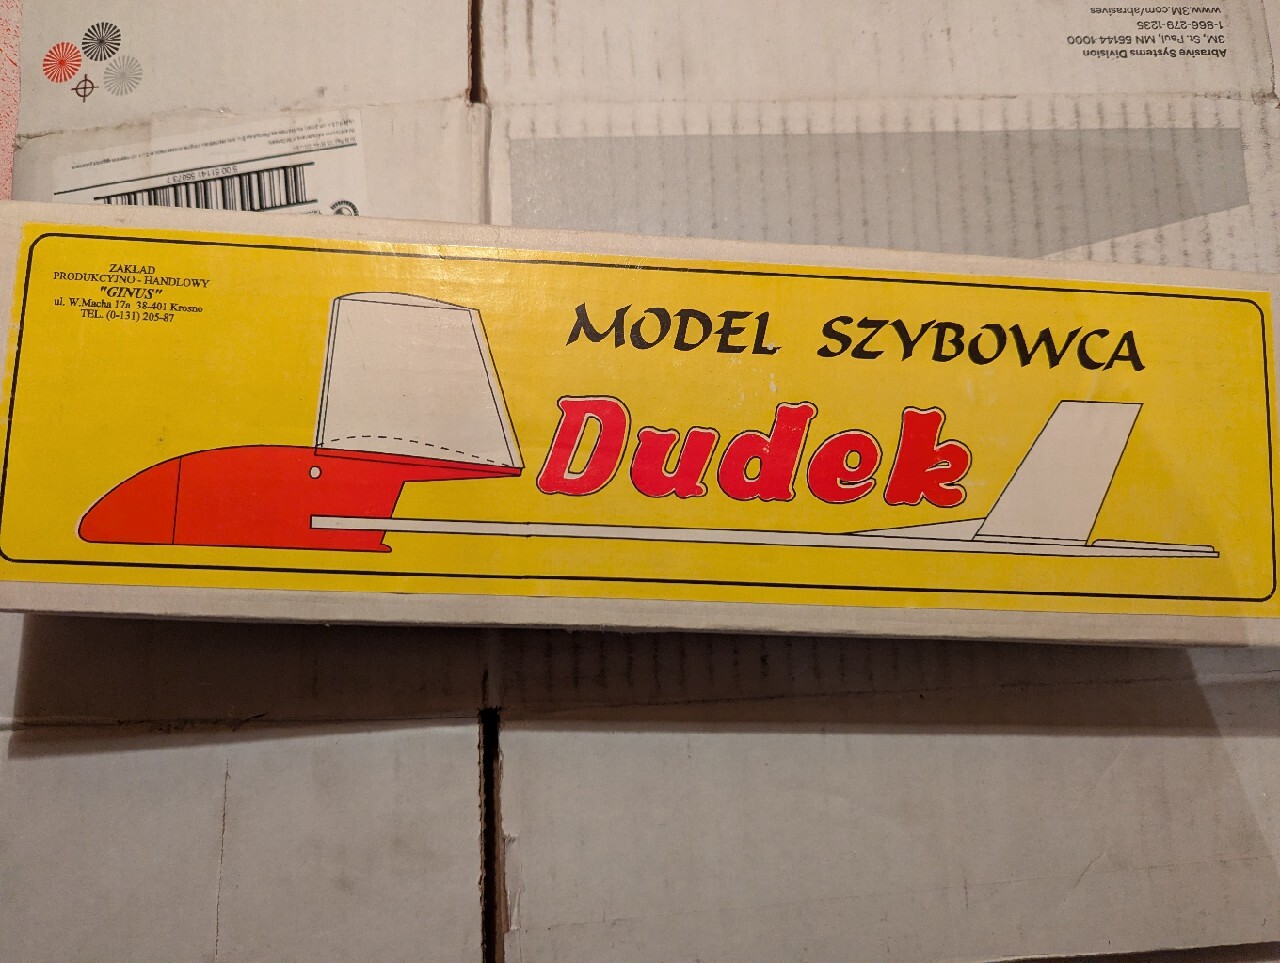 Abrasive Systems Division
3M, St. Paul, MN 55144-1000
1-866-279-1235
www.3M.com/abrasives
ZAKŁAD
PRODUKCYJNO - HANDLOWY
"GINUS"
ul. W.Macha 17a 38-401 Krosno
TEL. (0-131) 205-87
MODEL SZYBOWCA
Dudek